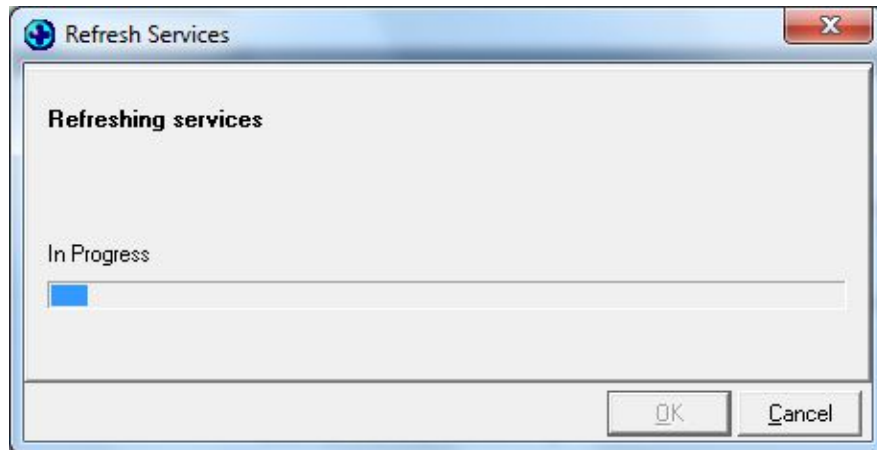 Refresh Services
Refreshing services
In Progress
OK
Cancel